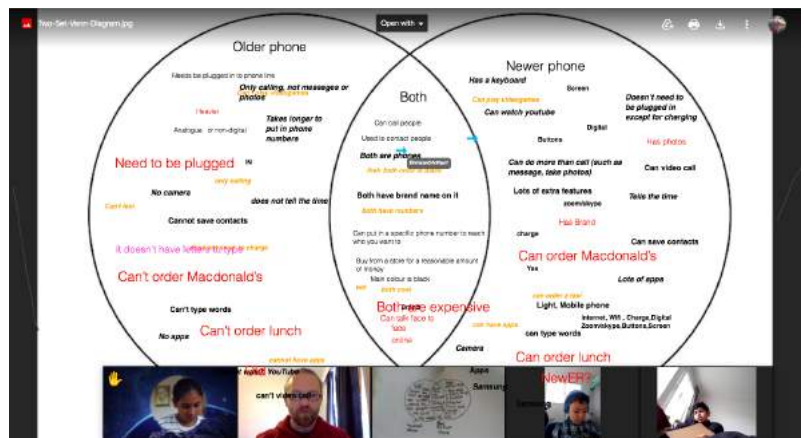 Two-Set-Venn-Diagram.jpg
Open with
Older phone
Needs be plugged in to phone line
Only calling, not messages or
photos
Heavier
Analogue or non-digital
Takes longer to
put in phone
numbers
Need to be plugged IN
only calling
No camera
does not tell the time
Can't text
Cannot save contacts
it doesn't have letters to type
Can't order Macdonald's
Can't type words
Can't order lunch
No apps
cannot have apps
YouTube
can't video call
Both
Can call people
Used to contact people
Both are phones
Both have brand name on it
Both have numbers
Can put in a specific phone number to reach
who you want to
Buy from a store for a reasonable amount
of money
Main colour is black
Both are expensive
Can talk face to
face
online
Newer phone
Has a keyboard
Screen
Can play videogames
Can watch youtube
Doesn't need to
be plugged in
except for charging
Digital
Buttons
Has photos
Can do more than call (such as
message, take photos)
Can video call
Lots of extra features
Tells the time
zoom/skype
Has Brand
charge
Can save contacts
Can order Macdonald's
Yes
Lots of apps
Light, Mobile phone
can have apps
Internet, Wifi , Charge,Digital
Zoom/skype,Buttons,Screen
can type words
Camera
Can order lunch
Apps
NewER?
Samsung
Samsung